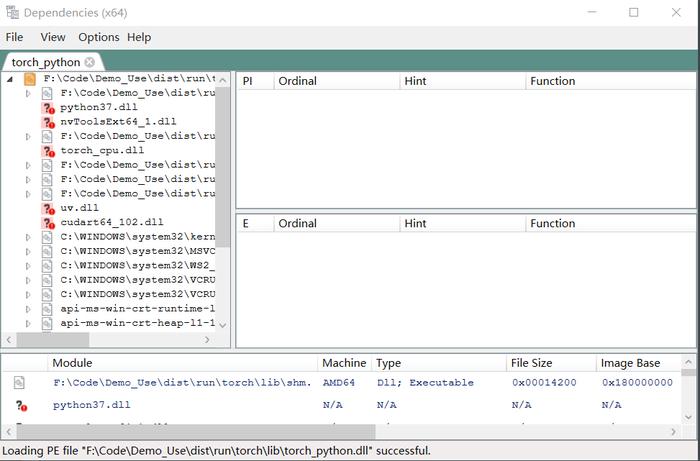 Dependencies (x64)
File View Options Help
torch_python
F:\Code\Demo_Use\dist\run\t
F:\Code\Demo_Use\dist\ru
python37.dll
nvToolsExt64_1.dll
F:\Code\Demo_Use\dist\ru
torch_cpu.dll
F:\Code\Demo_Use\dist\ru
F:\Code\Demo_Use\dist\ru
F:\Code\Demo_Use\dist\ru
uv.dll
cudart64_102.dll
C:\WINDOWS\system32\kern
C:\WINDOWS\system32\MSVC
C:\WINDOWS\system32\WS2_
C:\WINDOWS\system32\VCRU
C:\WINDOWS\system32\VCRU
api-ms-win-crt-runtime-l
api-ms-win-crt-heap-l1-1
PI Ordinal Hint Function
E Ordinal Hint Function
Module Machine Type File Size Image Base
F:\Code\Demo_Use\dist\run\torch\lib\shm. AMD64 Dll; Executable 0x00014200 0x180000000
python37.dll N/A N/A N/A N/A
Loading PE file "F:\Code\Demo_Use\dist\run\torch\lib\torch_python.dll" successful.